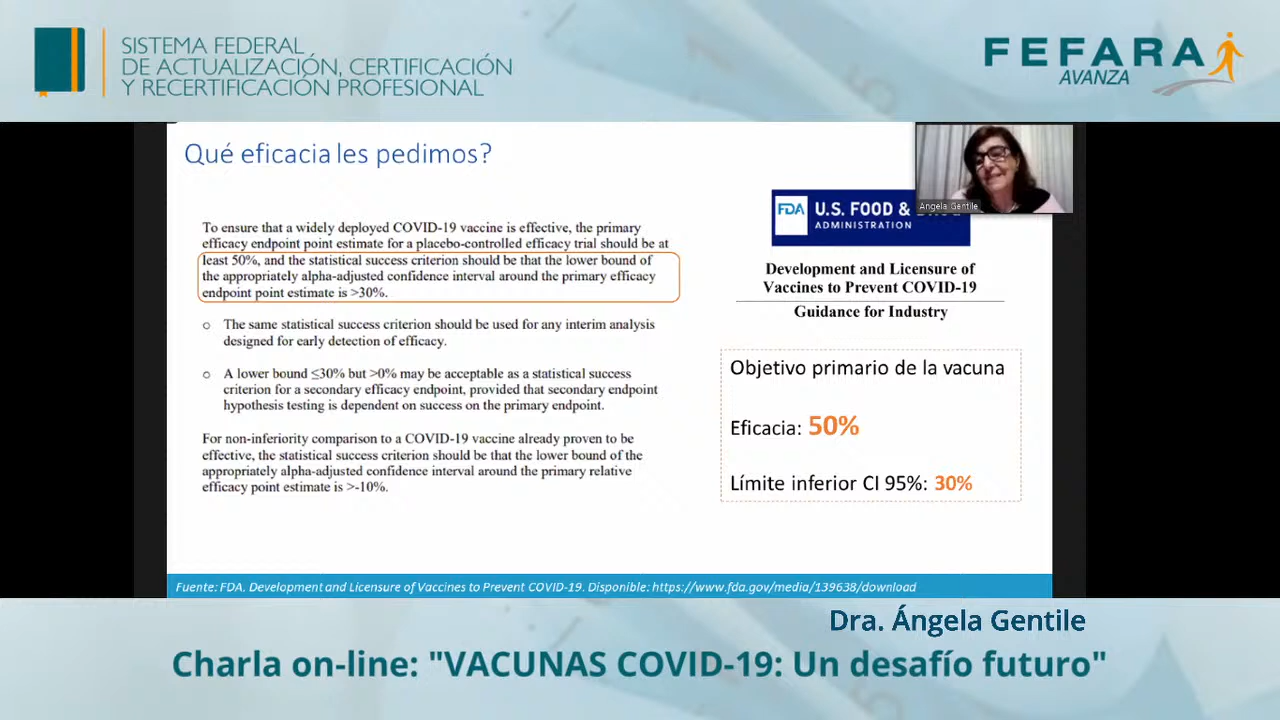 SISTEMA FEDERAL
DE ACTUALIZACIÓN, CERTIFICACIÓN
Y RECERTIFICACIÓN PROFESIONAL
FEFARA
AVANZA
Qué eficacia les pedimos?
Angela Gentile
To ensure that a widely deployed COVID-19 vaccine is effective, the primary
efficacy endpoint point estimate for a placebo-controlled efficacy trial should be at
least 50%, and the statistical success criterion should be that the lower bound of
the appropriately alpha-adjusted confidence interval around the primary efficacy
endpoint point estimate is >30%.
o The same statistical success criterion should be used for any interim analysis
designed for early detection of efficacy.
o A lower bound ≤30% but >0% may be acceptable as a statistical success
criterion for a secondary efficacy endpoint, provided that secondary endpoint
hypothesis testing is dependent on success on the primary endpoint.
For non-inferiority comparison to a COVID-19 vaccine already proven to be
effective, the statistical success criterion should be that the lower bound of the
appropriately alpha-adjusted confidence interval around the primary relative
efficacy point estimate is >-10%.
FDA
U.S. FOOD &
ADMINISTRATION
Development and Licensure of
Vaccines to Prevent COVID-19
Guidance for Industry
Objetivo primario de la vacuna
Eficacia: 50%
Límite inferior CI 95%: 30%
Fuente: FDA. Development and Licensure of Vaccines to Prevent COVID-19. Disponible: https://www.fda.gov/media/139638/download
Dra. Ángela Gentile
Charla on-line: "VACUNAS COVID-19: Un desafío futuro"